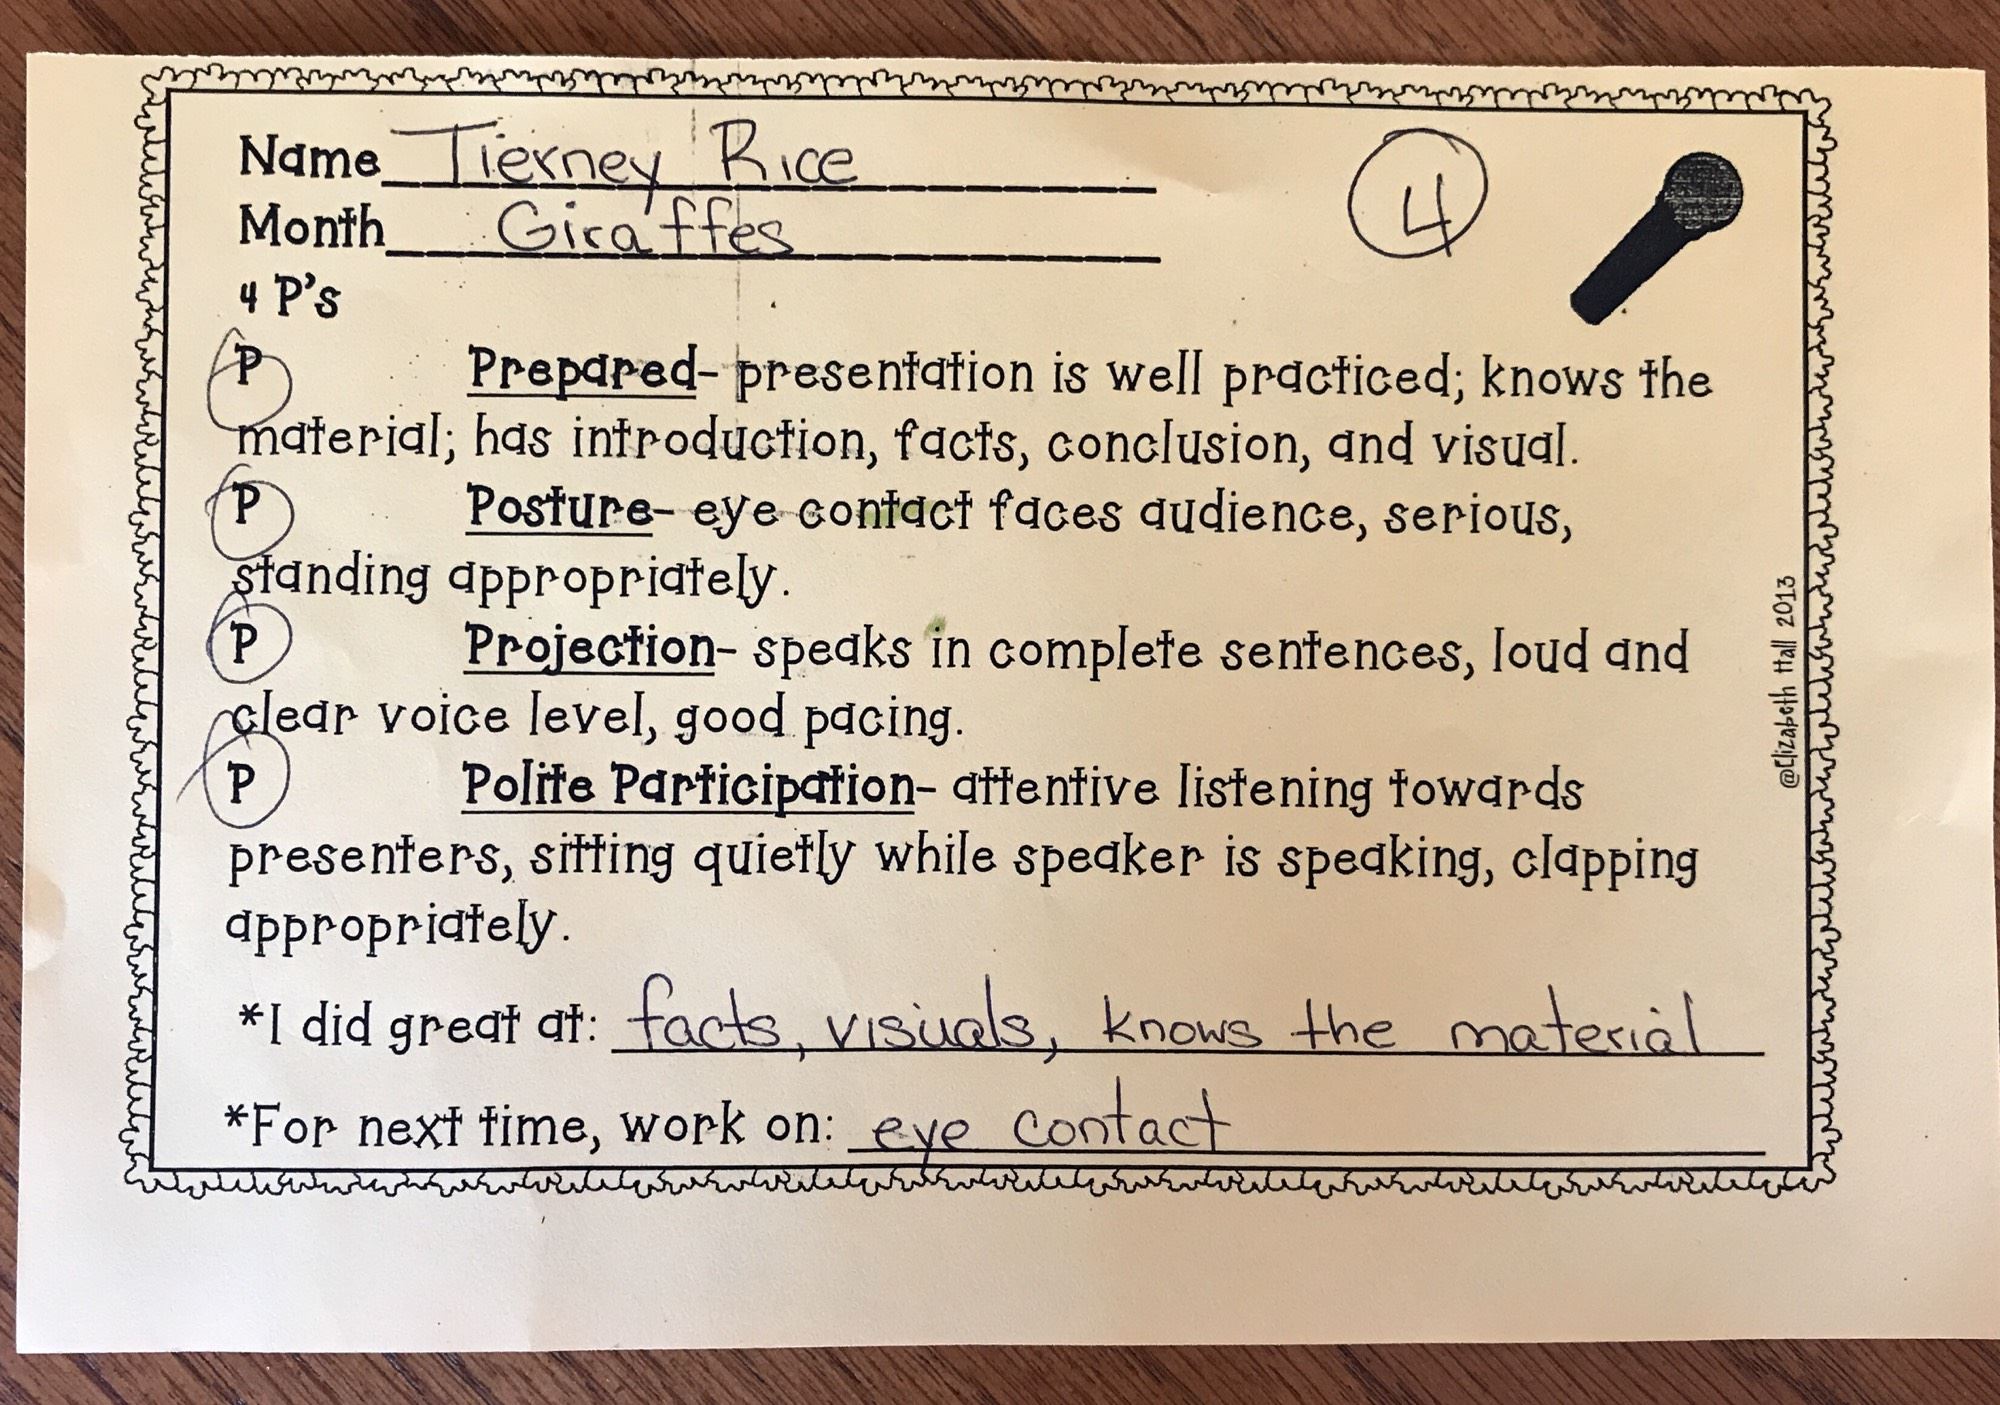 Name Tierney Rice
4
Month Giraffes
4 P's
P Prepared- presentation is well practiced; knows the
material; has introduction, facts, conclusion, and visual.
P Posture- eye contact faces audience, serious,
standing appropriately.
P Projection- speaks in complete sentences, loud and
clear voice level, good pacing.
P Polite Participation- attentive listening towards
presenters, sitting quietly while speaker is speaking, clapping
appropriately.
*I did great at: facts, visuals, knows the material
*For next time, work on: eye contact
@Elizabeth Hall 2013